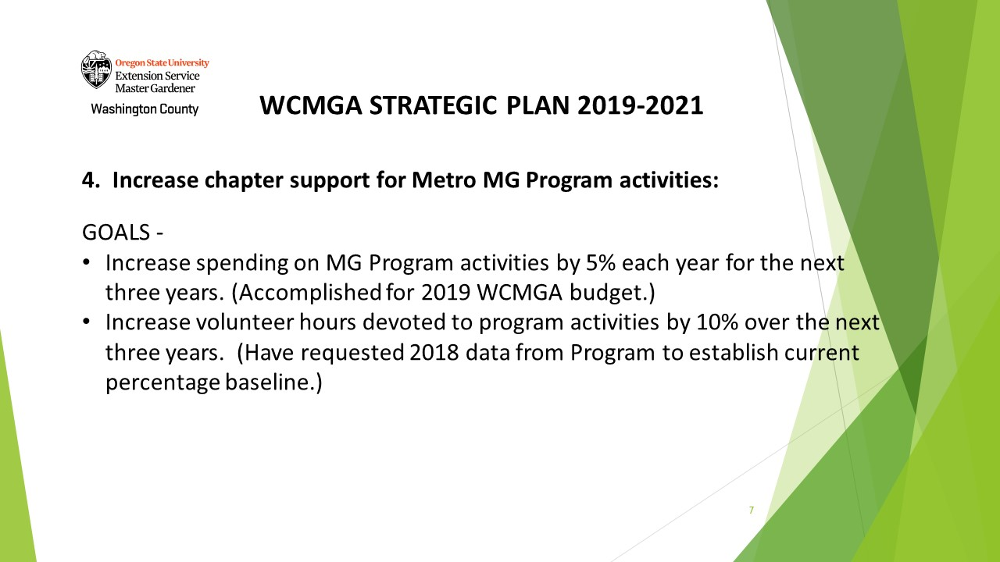 Oregon State University
Extension Service
Master Gardener
Washington County
WCMGA STRATEGIC PLAN 2019-2021
4.  Increase chapter support for Metro MG Program activities:
GOALS -
• Increase spending on MG Program activities by 5% each year for the next
three years. (Accomplished for 2019 WCMGA budget.)
• Increase volunteer hours devoted to program activities by 10% over the next
three years.  (Have requested 2018 data from Program to establish current
percentage baseline.)
7